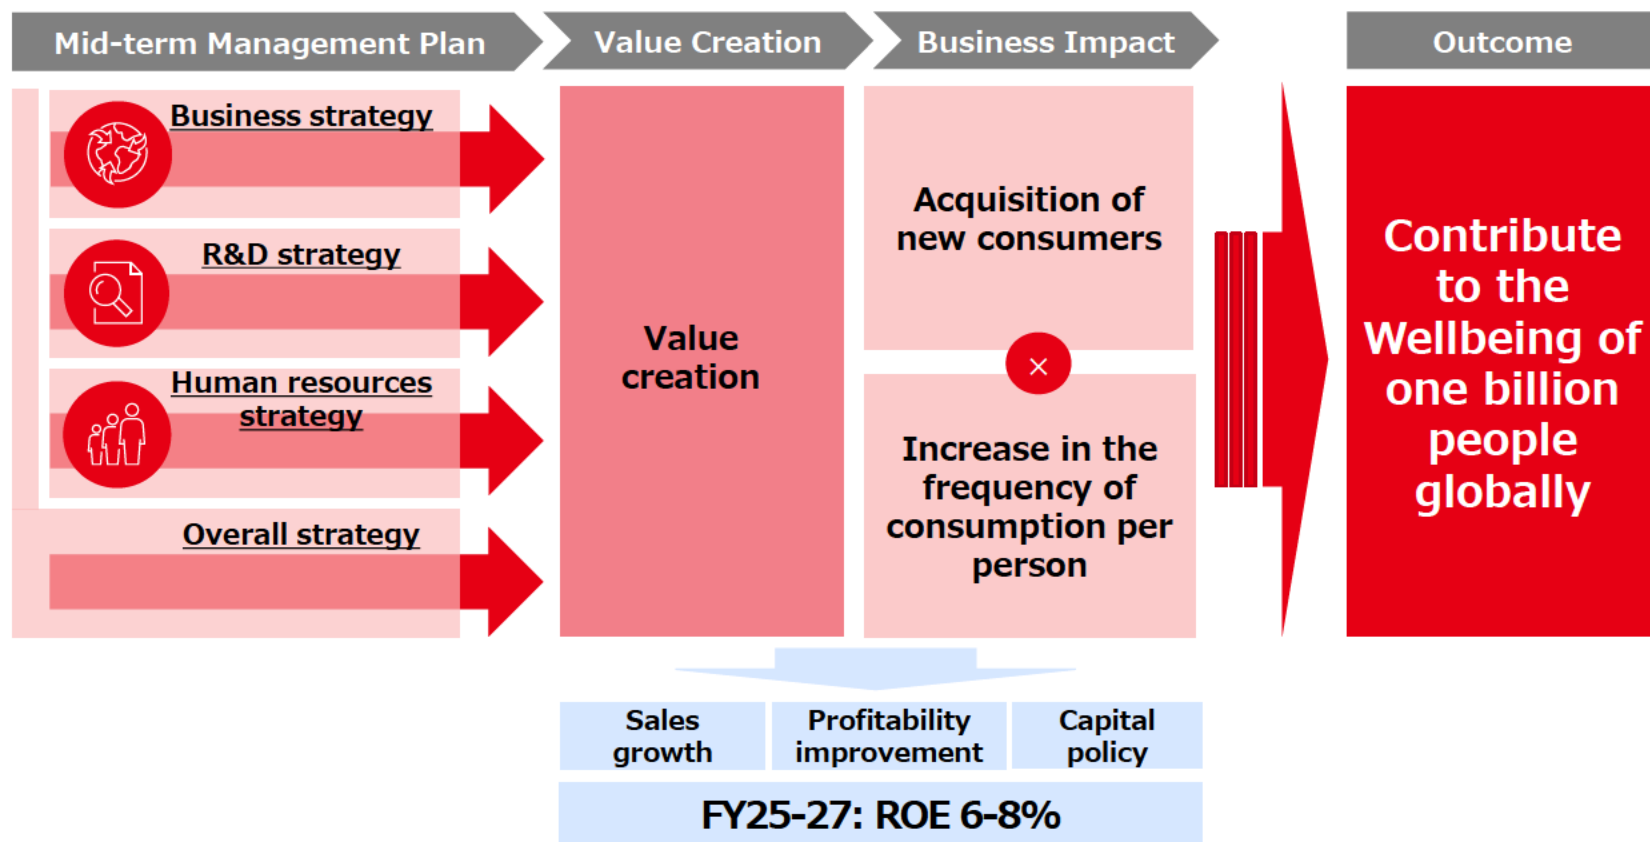 Mid-term Management Plan
Value Creation
Business Impact
Outcome
Business strategy
R&D strategy
Human resources
strategy
Overall strategy
Value
creation
Acquisition of
new consumers
×
Increase in the
frequency of
consumption per
person
Contribute
to the
Wellbeing of
one billion
people
globally
Sales
growth
Profitability
improvement
Capital
policy
FY25-27: ROE 6-8%